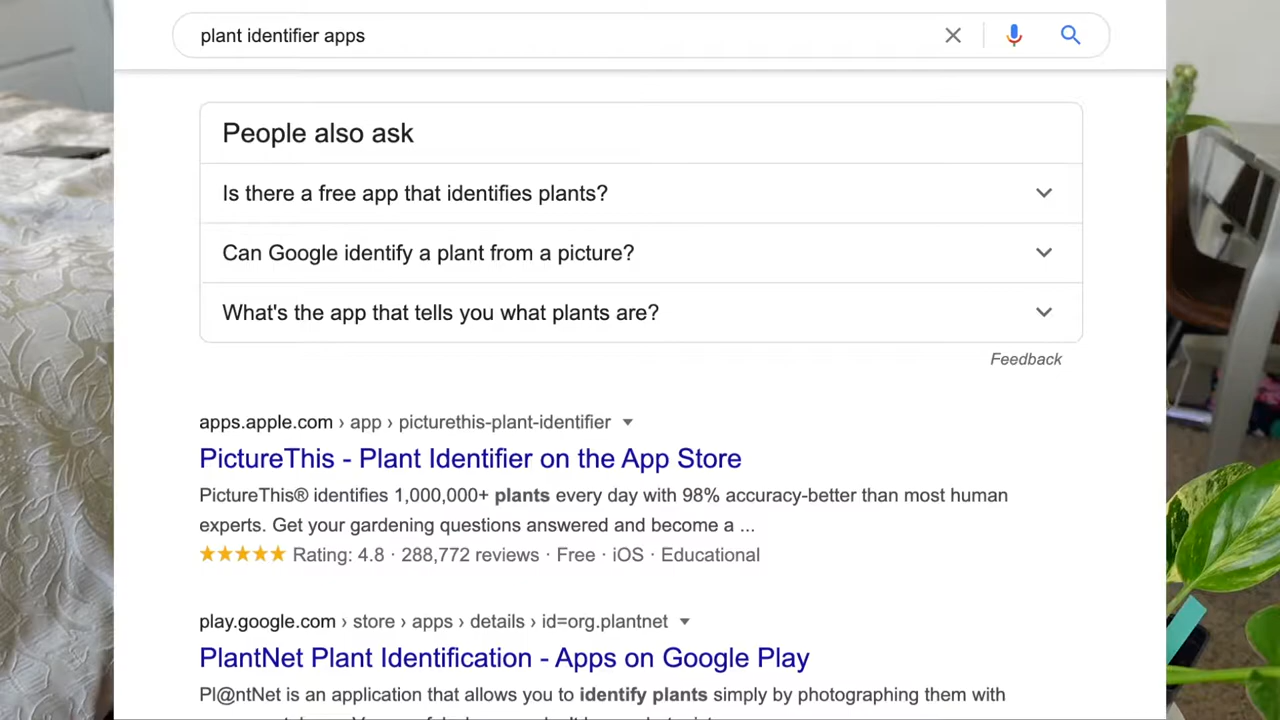 plant identifier apps
People also ask
Is there a free app that identifies plants?
Can Google identify a plant from a picture?
What's the app that tells you what plants are?
Feedback
apps.apple.com › app › picturethis-plant-identifier
PictureThis - Plant Identifier on the App Store
PictureThis® identifies 1,000,000+ plants every day with 98% accuracy-better than most human
experts. Get your gardening questions answered and become a ...
Rating: 4.8 · 288,772 reviews · Free · iOS · Educational
play.google.com › store › apps › details › id=org.plantnet
PlantNet Plant Identification - Apps on Google Play
Pl@ntNet is an application that allows you to identify plants simply by photographing them with